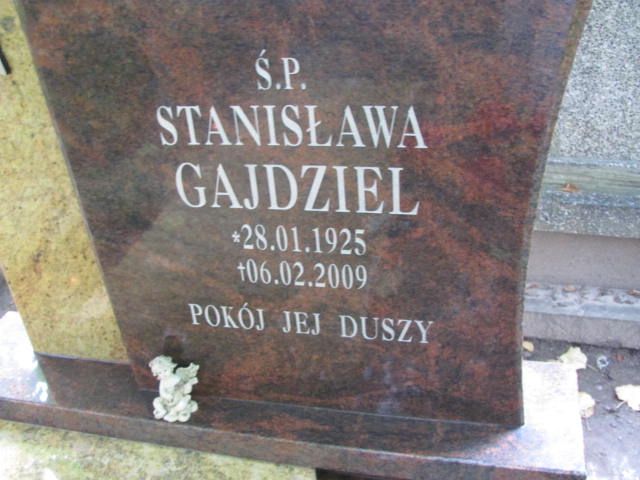 Ś.P.
STANISŁAWA
GAJDZIEL
*28.01.1925
†06.02.2009
POKÓJ JEJ DUSZY